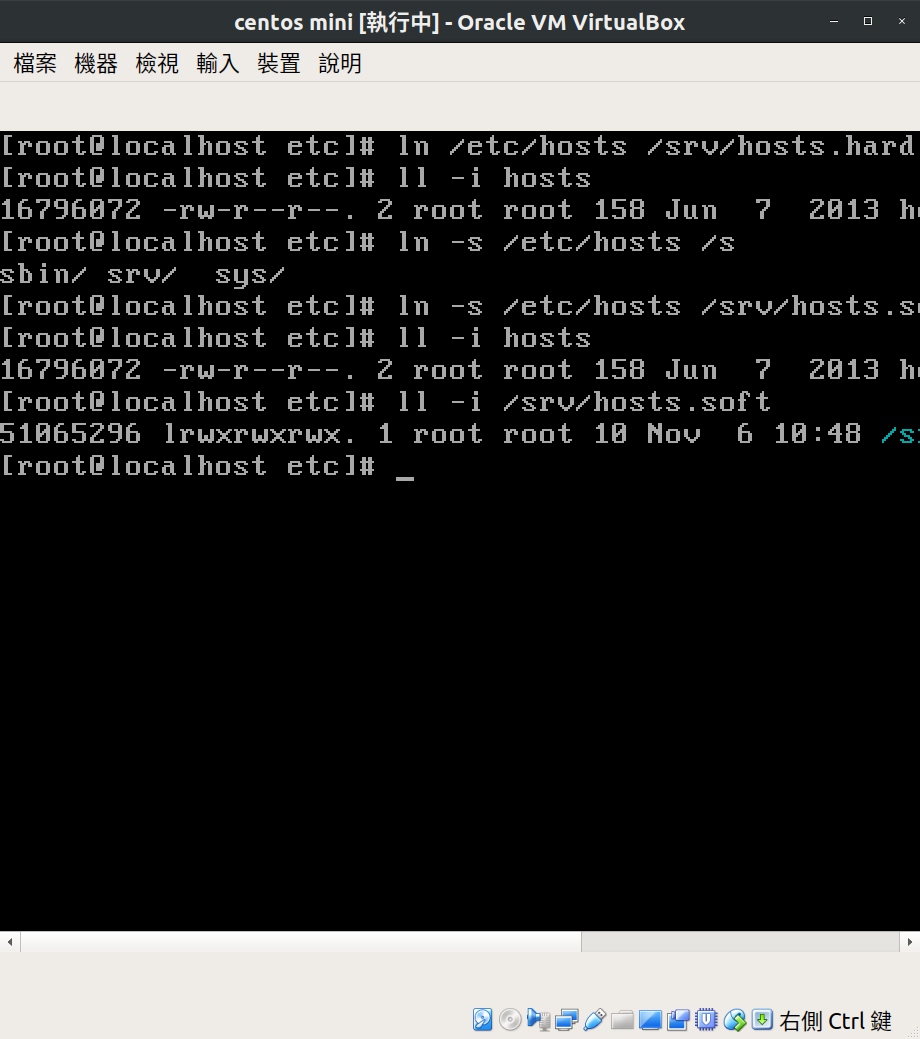 centos mini [執行中] - Oracle VM VirtualBox
檔案 機器 檢視 輸入 裝置 說明
[root@localhost etc]# ln /etc/hosts /srv/hosts.hard
[root@localhost etc]# ll -i hosts
16796072 -rw-r--r--. 2 root root 158 Jun  7  2013
[root@localhost etc]# ln -s /etc/hosts /s
sbin/ srv/  sys/
[root@localhost etc]# ln -s /etc/hosts
[root@localhost etc]# ll -i hosts
16796072 -rw-r--r--. 2 root root 158 Jun  7  2013
[root@localhost etc]# ll -i /srv/hosts.soft
51065296 lrwxrwxrwx. 1 root root 10 Nov  6 10:48
[root@localhost etc]# _
右側 Ctrl 鍵